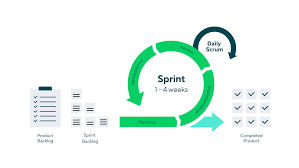 Daily
Scrum
Sprint
1 - 4 weeks
Planning
Product
Backlog
Sprint
Backlog
Completed
Product